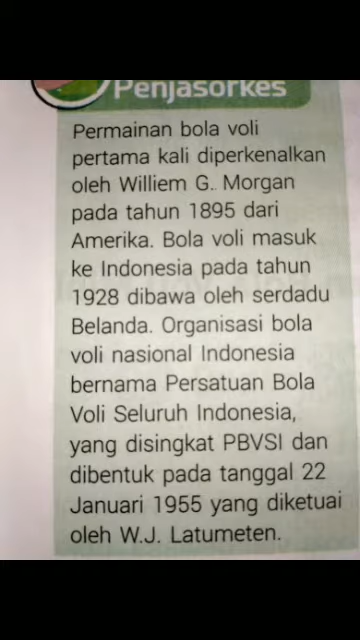 Penjasorkes
Permainan bola voli
pertama kali diperkenalkan
oleh Williem G. Morgan
pada tahun 1895 dari
Amerika. Bola voli masuk
ke Indonesia pada tahun
1928 dibawa oleh serdadu
Belanda. Organisasi bola
voli nasional Indonesia
bernama Persatuan Bola
Voli Seluruh Indonesia,
yang disingkat PBVSI dan
dibentuk pada tanggal 22
Januari 1955 yang diketuai
oleh W.J. Latumeten.